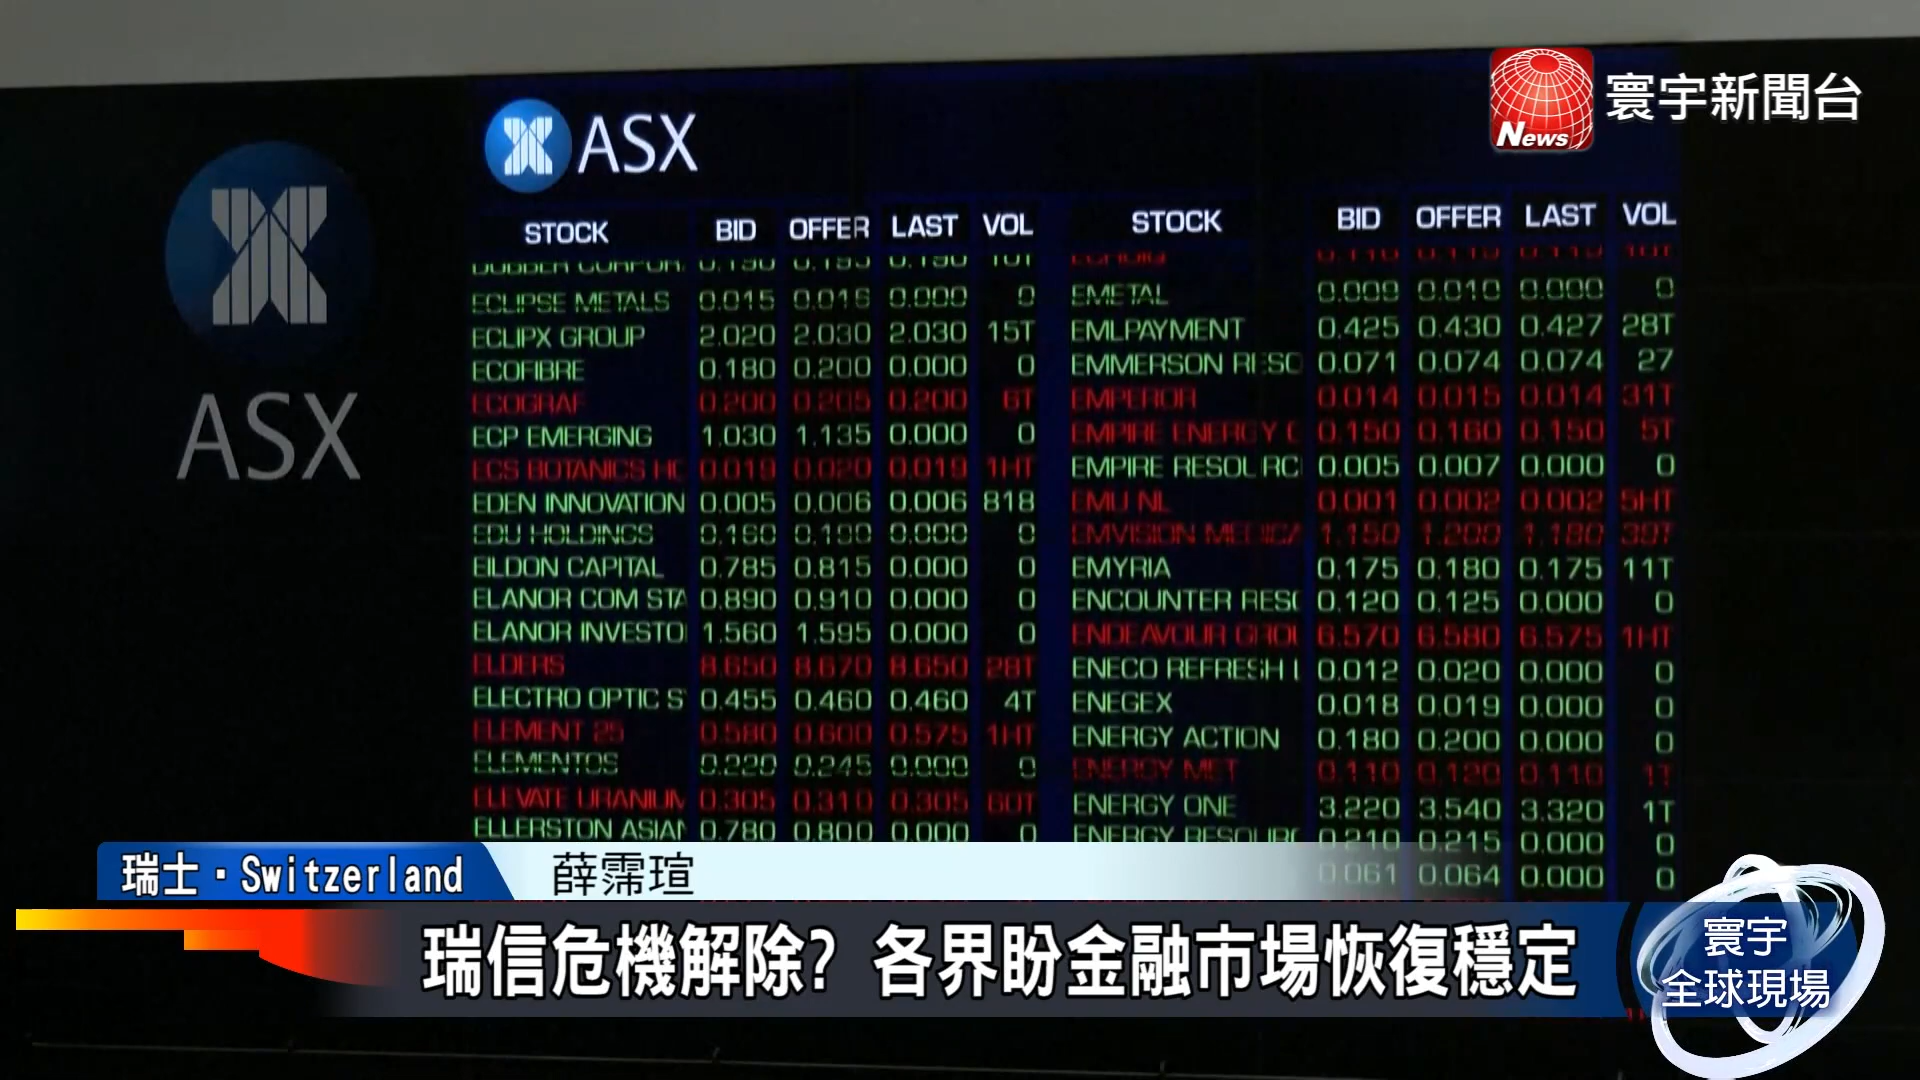 News 寰宇新聞台
ASX
ASX
STOCK BID OFFER LAST VOL
ECLIPSE METALS 0.015 0.016 0.000 0
ECLIPX GROUP 2.020 2.030 2.030 15T
ECOFIBRE 0.180 0.200 0.000 0
ECOGRAF 0.200 0.205 0.200 6T
ECP EMERGING 1.030 1.135 0.000 0
ECS BOTANICS HC 0.019 0.020 0.019 1HT
EDEN INNOVATION 0.005 0.006 0.006 818
EDU HOLDINGS 0.160 0.190 0.000 0
EILDON CAPITAL 0.785 0.815 0.000 0
ELANOR COM STA 0.890 0.910 0.000 0
ELANOR INVESTO 1.560 1.595 0.000 0
ELDERS 8.650 8.670 8.650 28T
ELECTRO OPTIC S 0.455 0.460 0.460 4T
ELEMENT 25 0.580 0.600 0.575 1HT
ELEMENTOS 0.220 0.245 0.000 0
ELEVATE URANIUM 0.305 0.310 0.305 60T
ELLERSTON ASIAN 0.780 0.800 0.000 0
STOCK BID OFFER LAST VOL
EMETAL 0.009 0.010 0.000 0
EMLPAYMENT 0.425 0.430 0.427 28T
EMMERSON RESO 0.071 0.074 0.074 27
EMPEROR 0.014 0.015 0.014 31T
EMPIRE ENERGY G 0.150 0.160 0.150 5T
EMPIRE RESOURC 0.005 0.007 0.000 0
EMU NL 0.001 0.002 0.002 5HT
EMVISION MEDICA 1.150 1.200 1.180 39T
EMYRIA 0.175 0.180 0.175 11T
ENCOUNTER RESO 0.120 0.125 0.000 0
ENDEAVOUR GROU 6.570 6.580 6.575 1HT
ENECO REFRESH L 0.012 0.020 0.000 0
ENEGEX 0.018 0.019 0.000 0
ENERGY ACTION 0.180 0.200 0.000 0
ENERGY MET 0.110 0.120 0.110 1T
ENERGY ONE 3.220 3.540 3.320 1T
ENERGY RESOURC 0.210 0.215 0.000 0
0.061 0.064 0.000 0
瑞士·Switzerland 薛霈瑄
瑞信危機解除? 各界盼金融市場恢復穩定
寰宇
全球現場